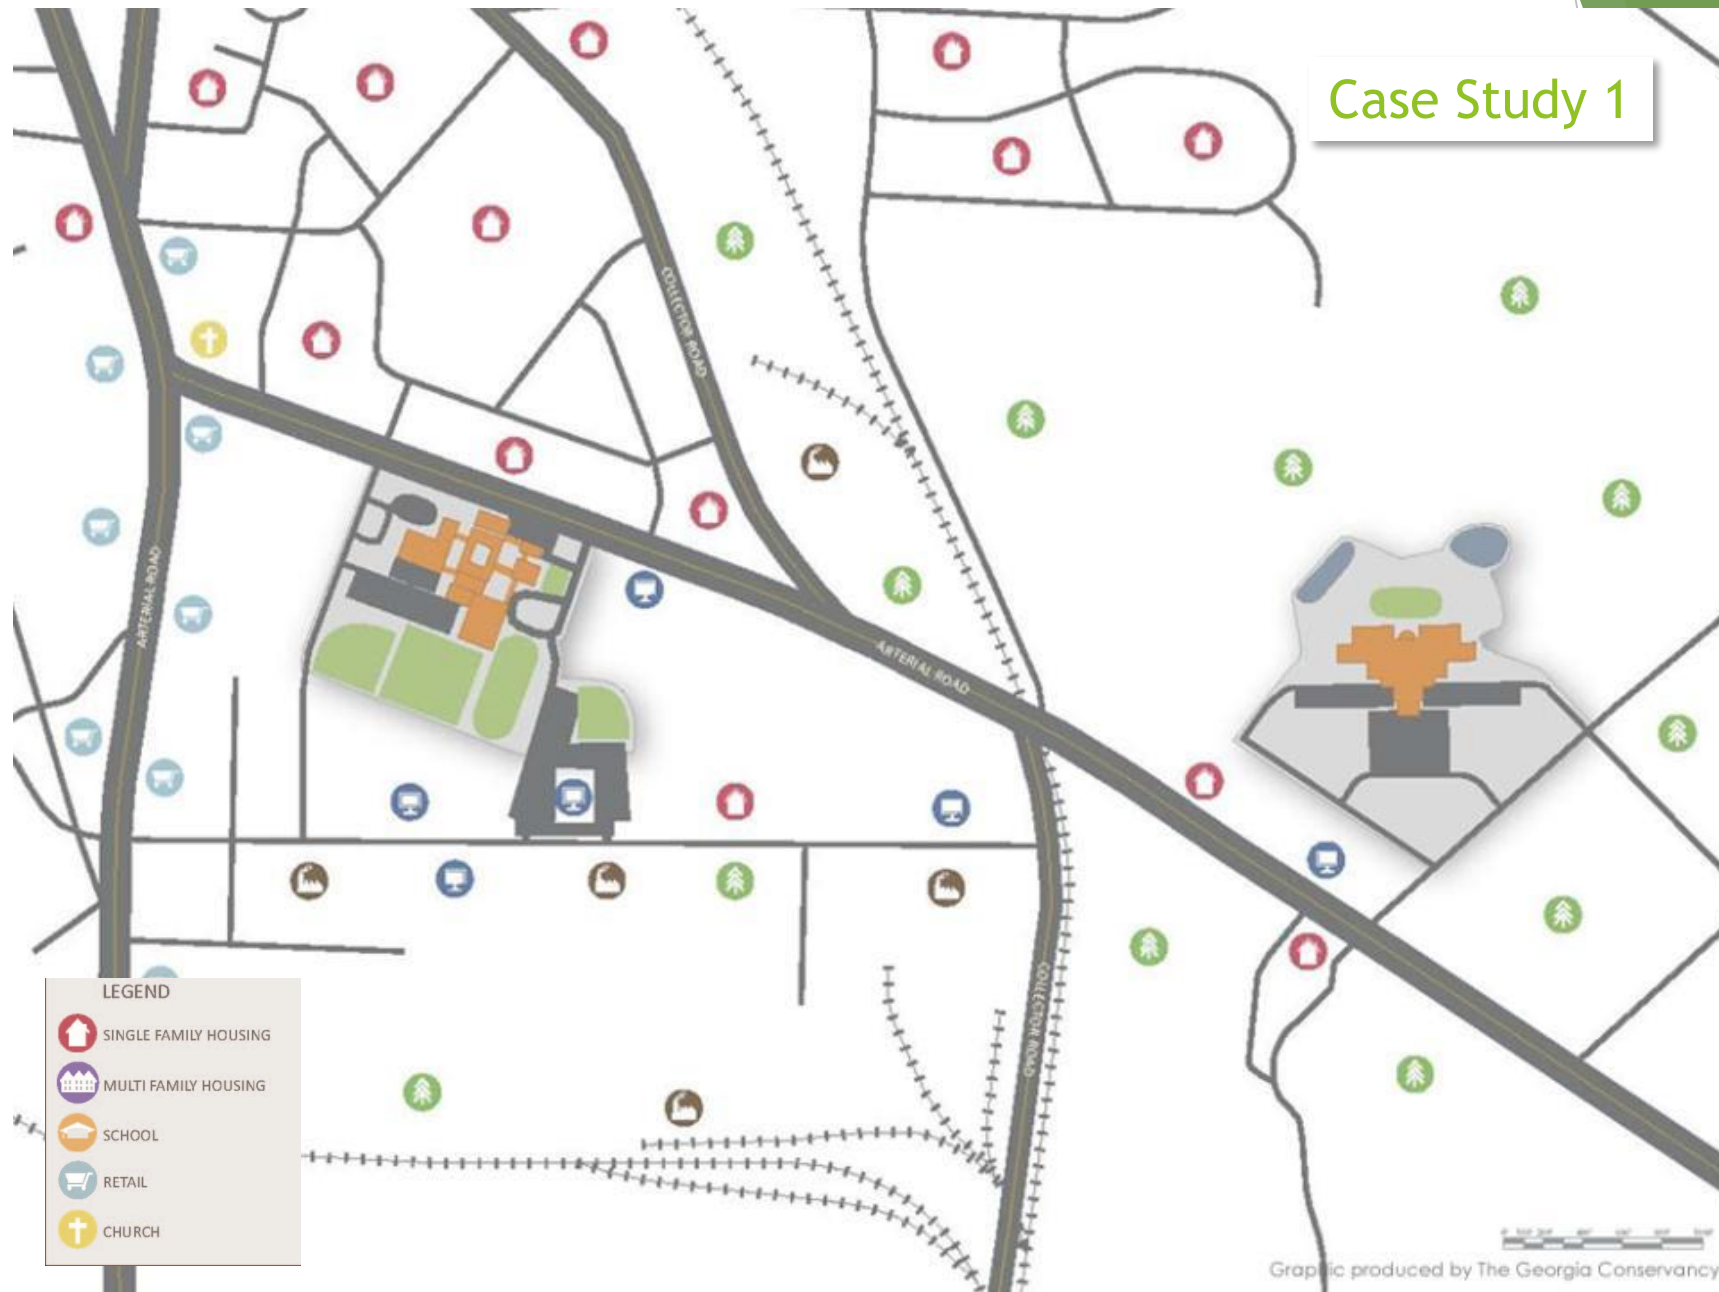 Case Study 1
COLLECTOR ROAD
ARTERIAL ROAD
ARTERIAL ROAD
COLLECTOR ROAD
LEGEND
SINGLE FAMILY HOUSING
MULTI FAMILY HOUSING
SCHOOL
RETAIL
CHURCH
Graphic produced by The Georgia Conservancy